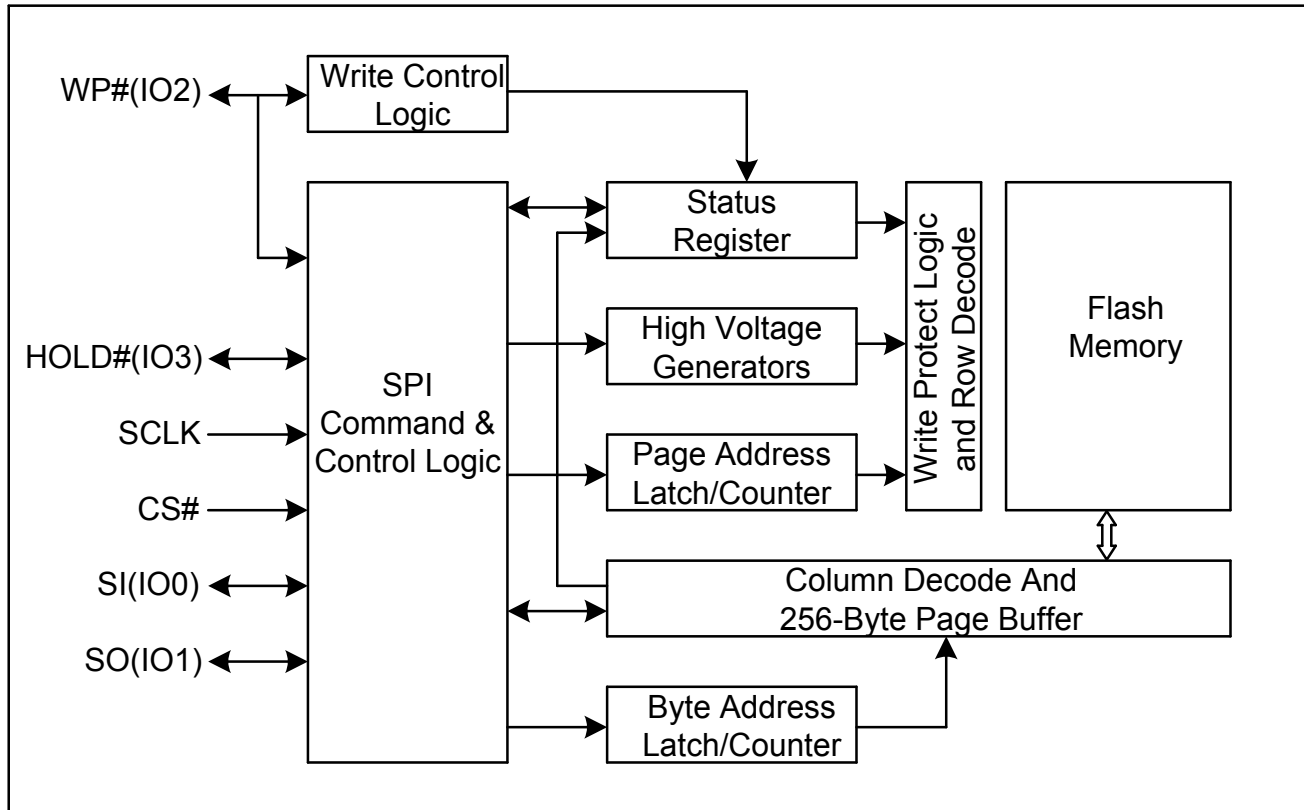 WP#(IO2)
Write Control
Logic
Status
Register
Write Protect Logic
and Row Decode
Flash
Memory
HOLD#(IO3)
High Voltage
Generators
SPI
Command &
Control Logic
SCLK
Page Address
Latch/Counter
CS#
SI(IO0)
Column Decode And
256-Byte Page Buffer
SO(IO1)
Byte Address
Latch/Counter